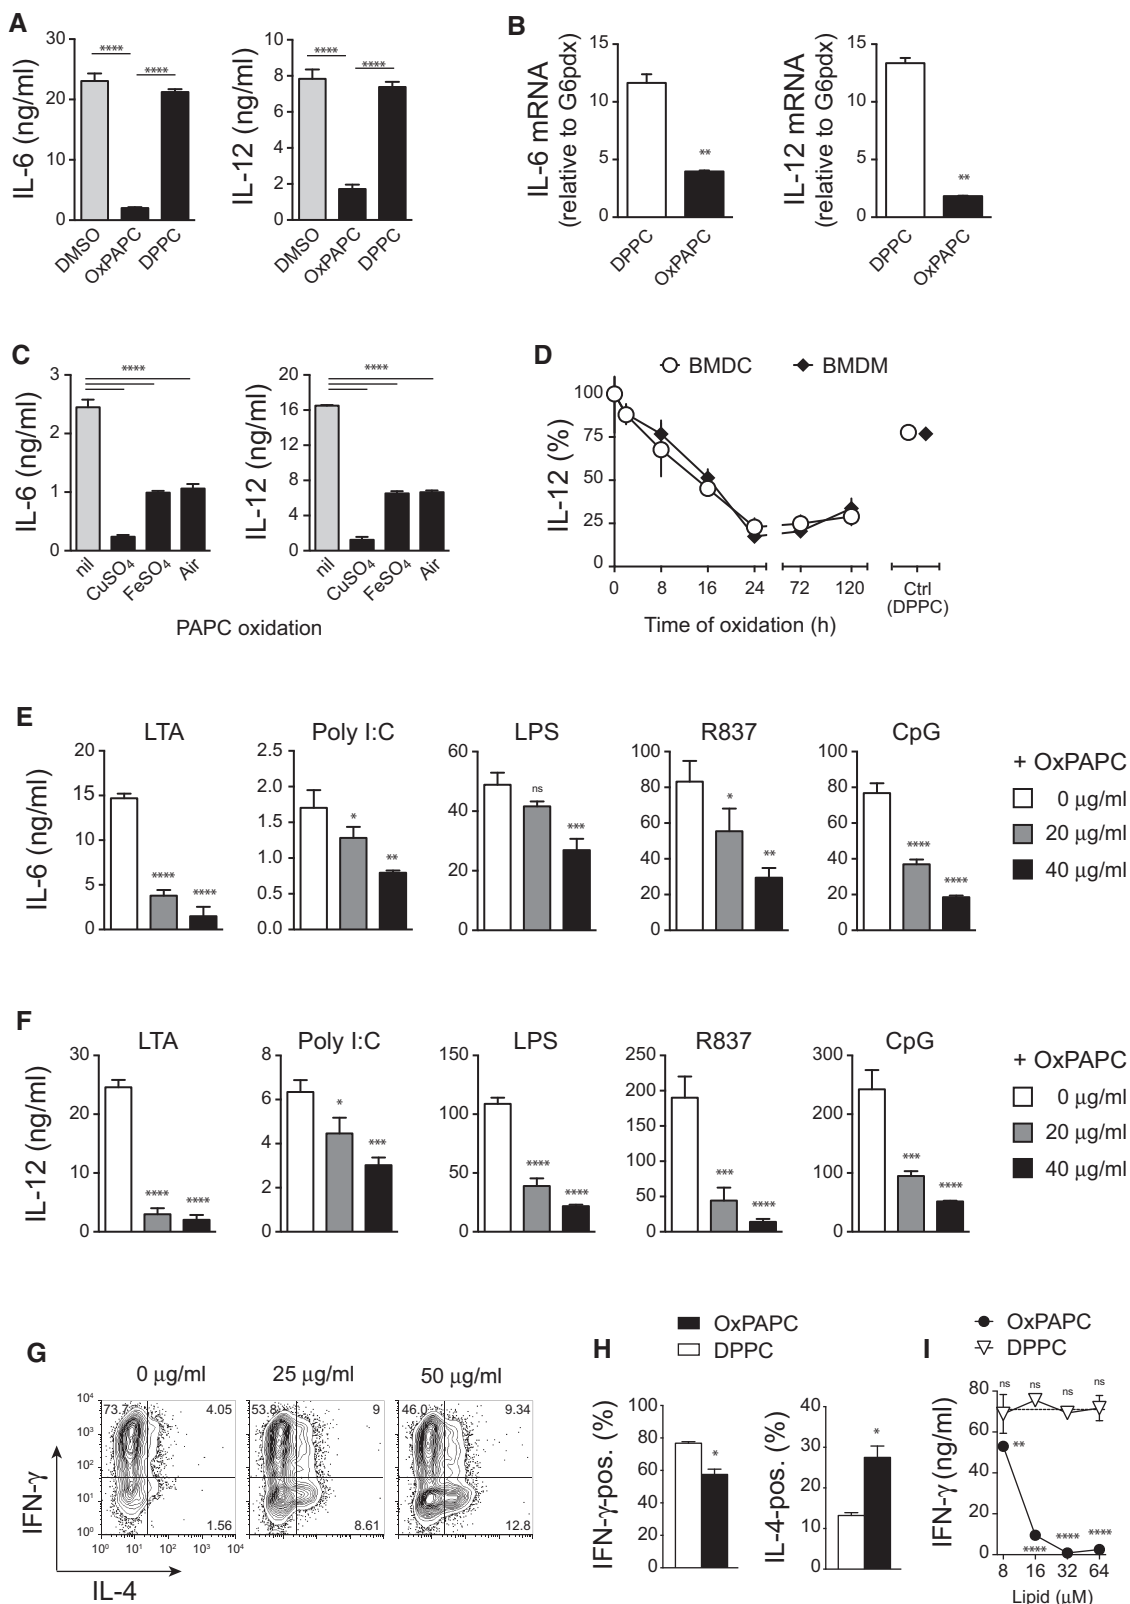 A
IL-6 (ng/ml)
30
20
10
0
****
****
DMSO
OxPAPC
DPPC
IL-12 (ng/ml)
10
8
6
4
2
0
****
****
DMSO
OxPAPC
DPPC
B
IL-6 mRNA
(relative to G6pdx)
15
10
5
0
**
DPPC
OxPAPC
IL-12 mRNA
(relative to G6pdx)
15
10
5
0
**
DPPC
OxPAPC
C
IL-6 (ng/ml)
3
2
1
0
****
nil
CuSO4
FeSO4
Air
IL-12 (ng/ml)
20
16
12
8
4
0
****
nil
CuSO4
FeSO4
Air
PAPC oxidation
D
BMDC
BMDM
IL-12 (%)
100
75
50
25
0
0 8 16 24 72 120
Ctrl
(DPPC)
Time of oxidation (h)
E
IL-6 (ng/ml)
LTA
20
15
10
5
0
****
****
Poly I:C
2.5
2.0
1.5
1.0
0.5
0.0
*
**
LPS
60
40
20
0
ns
***
R837
100
80
60
40
20
0
*
**
CpG
100
80
60
40
20
0
****
****
+ OxPAPC
0 μg/ml
20 μg/ml
40 μg/ml
F
IL-12 (ng/ml)
LTA
30
20
10
0
****
****
Poly I:C
8
6
4
2
0
*
***
LPS
150
100
50
0
****
****
R837
250
200
150
100
50
0
***
****
CpG
300
200
100
0
***
****
+ OxPAPC
0 μg/ml
20 μg/ml
40 μg/ml
G
0 μg/ml
25 μg/ml
50 μg/ml
IFN-γ
10⁴
10³
10²
10¹
10⁰
4.05
1.56
53.8
9
8.61
46.0
9.34
12.8
10⁰ 10¹ 10² 10³ 10⁴
IL-4
H
OxPAPC
DPPC
IFN-γ-pos. (%)
100
80
60
40
20
0
*
IL-4-pos. (%)
40
30
20
10
0
*
I
OxPAPC
DPPC
IFN-γ (ng/ml)
80
60
40
20
0
ns
ns
ns
ns
**
****
****
****
8 16 32 64
Lipid (μM)